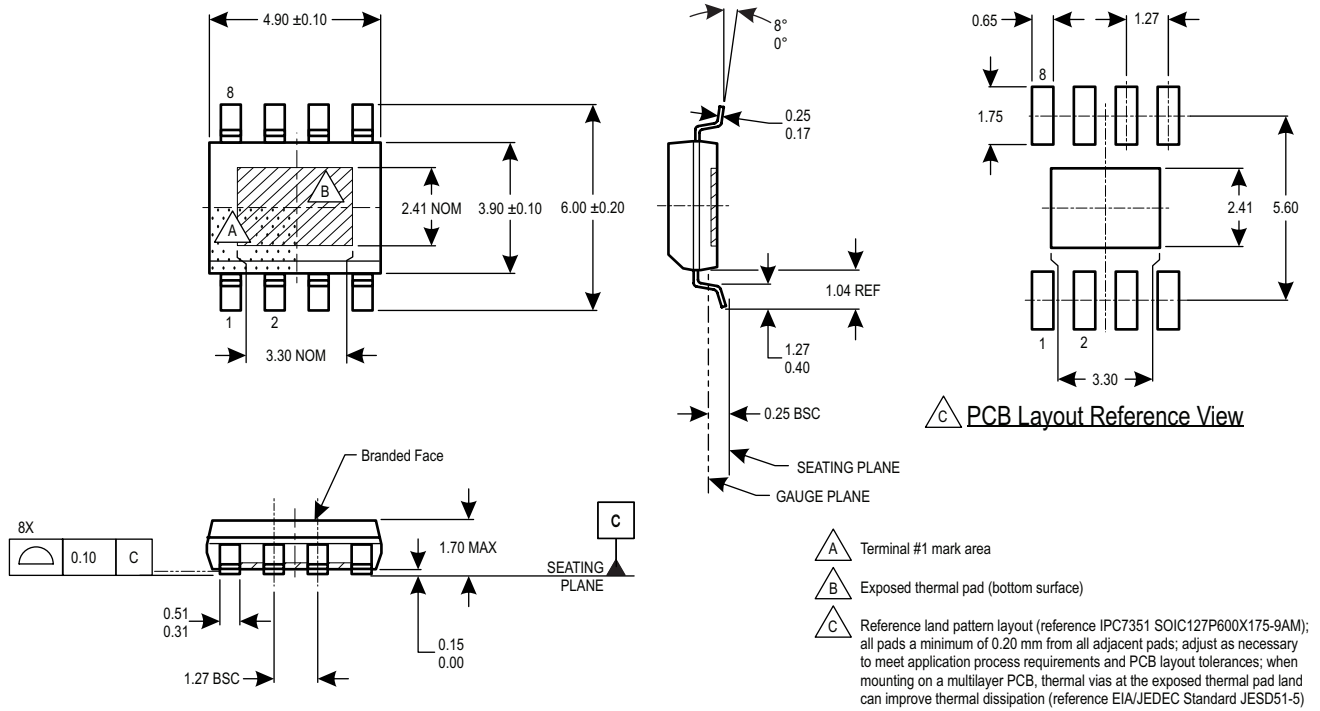 4.90 ±0.10
8
B
A
2.41 NOM
3.90 ±0.10
6.00 ±0.20
1
2
3.30 NOM
8°
0°
0.25
0.17
1.04 REF
1.27
0.40
0.25 BSC
SEATING PLANE
GAUGE PLANE
0.65
1.27
8
1.75
2.41
5.60
1
2
3.30
C PCB Layout Reference View
Branded Face
8X
0.10
C
1.70 MAX
C
SEATING
PLANE
0.51
0.31
0.15
0.00
1.27 BSC
A Terminal #1 mark area
B Exposed thermal pad (bottom surface)
C Reference land pattern layout (reference IPC7351 SOIC127P600X175-9AM);
all pads a minimum of 0.20 mm from all adjacent pads; adjust as necessary
to meet application process requirements and PCB layout tolerances; when
mounting on a multilayer PCB, thermal vias at the exposed thermal pad land
can improve thermal dissipation (reference EIA/JEDEC Standard JESD51-5)